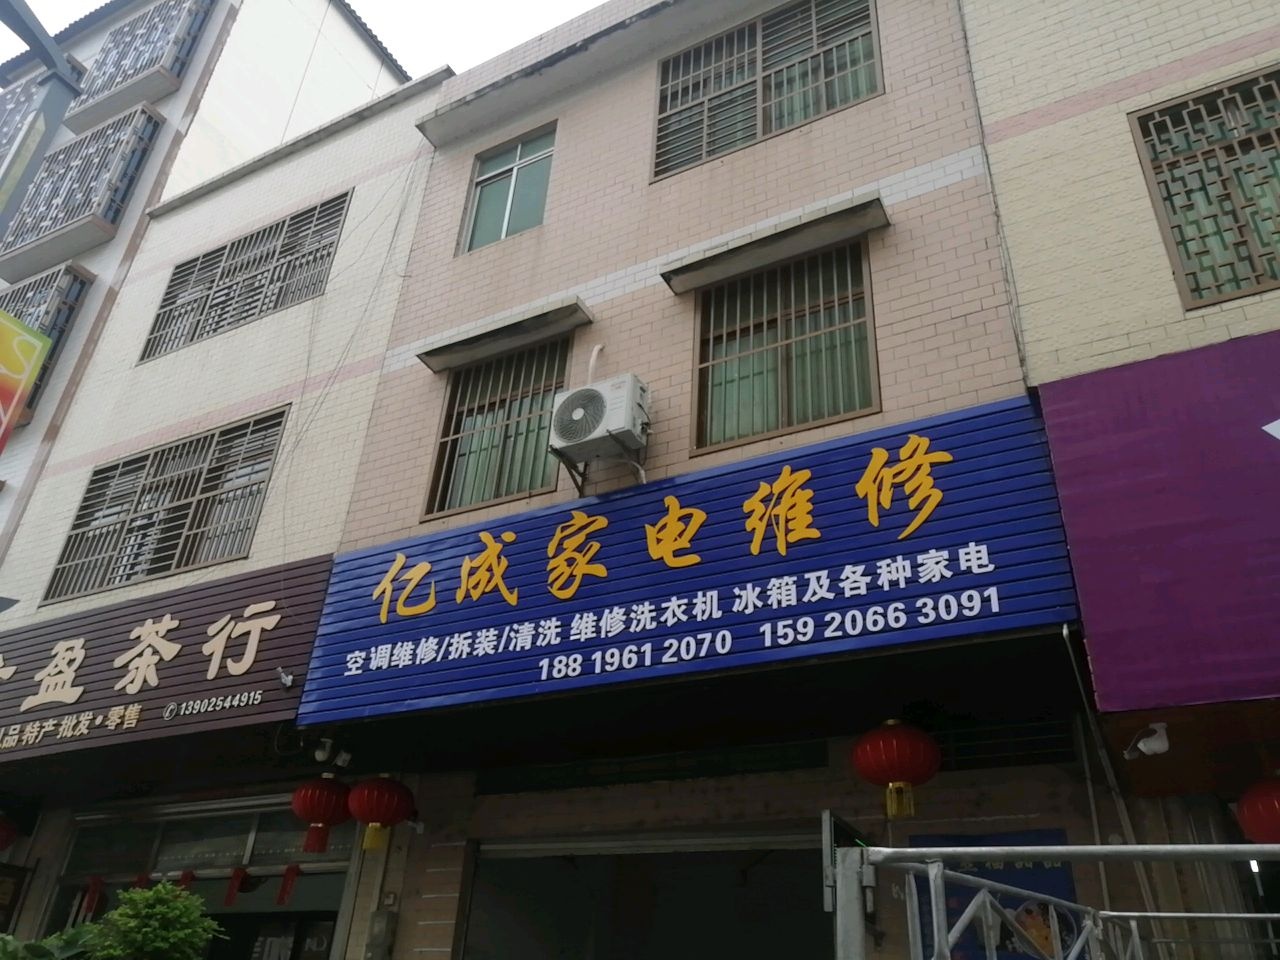 亿成家电维修
空调维修/拆装/清洗 维修洗衣机 冰箱及各种家电
188 1961 2070 159 2066 3091
盈茶行
品 特产 批发·零售
13902544915